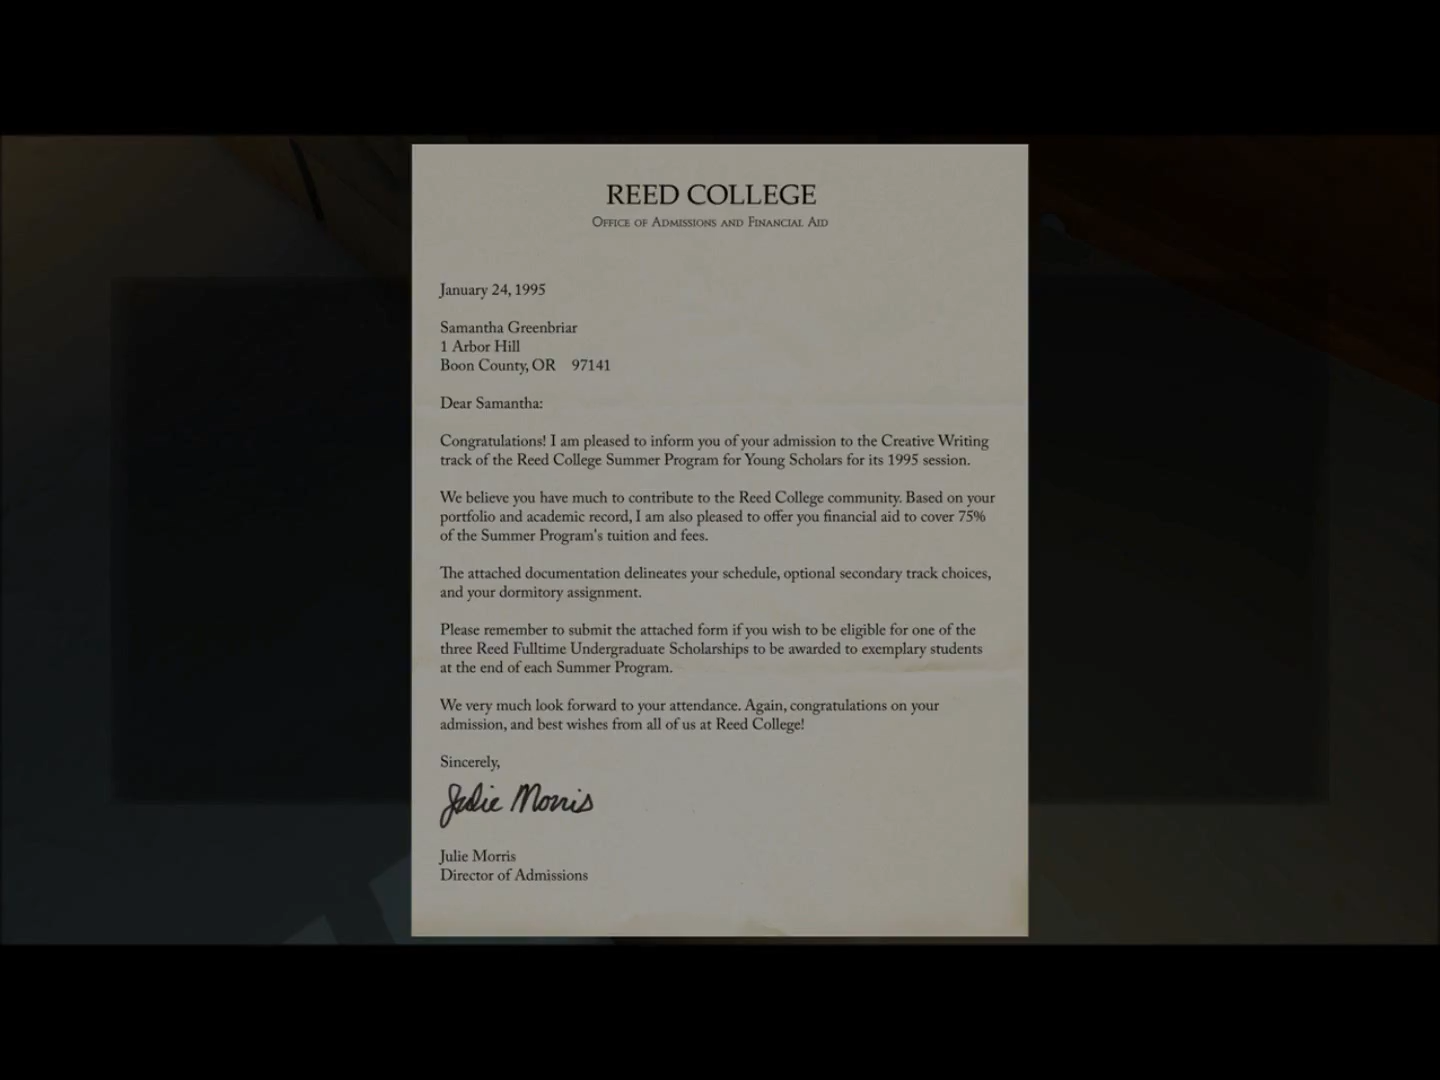 REED COLLEGE
Office of Admissions and Financial Aid
January 24, 1995
Samantha Greenbriar
1 Arbor Hill
Boon County, OR 97141
Dear Samantha:
Congratulations! I am pleased to inform you of your admission to the Creative Writing
track of the Reed College Summer Program for Young Scholars for its 1995 session.
We believe you have much to contribute to the Reed College community. Based on your
portfolio and academic record, I am also pleased to offer you financial aid to cover 75%
of the Summer Program's tuition and fees.
The attached documentation delineates your schedule, optional secondary track choices,
and your dormitory assignment.
Please remember to submit the attached form if you wish to be eligible for one of the
three Reed Fulltime Undergraduate Scholarships to be awarded to exemplary students
at the end of each Summer Program.
We very much look forward to your attendance. Again, congratulations on your
admission, and best wishes from all of us at Reed College!
Sincerely,
Julie Morris
Julie Morris
Director of Admissions